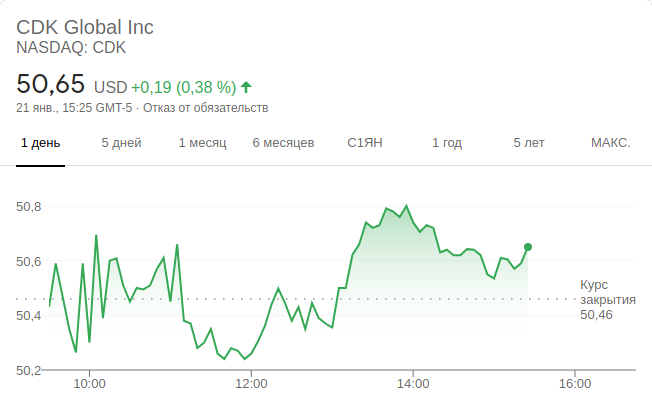 CDK Global Inc
NASDAQ: CDK
50,65 USD +0,19 (0,38 %)
21 янв., 15:25 GMT-5 · Отказ от обязательств
1 день 5 дней 1 месяц 6 месяцев С1ЯН 1 год 5 лет МАКС.
50,8
50,6
Курс
закрытия
50,46
50,4
50,2
10:00 12:00 14:00 16:00